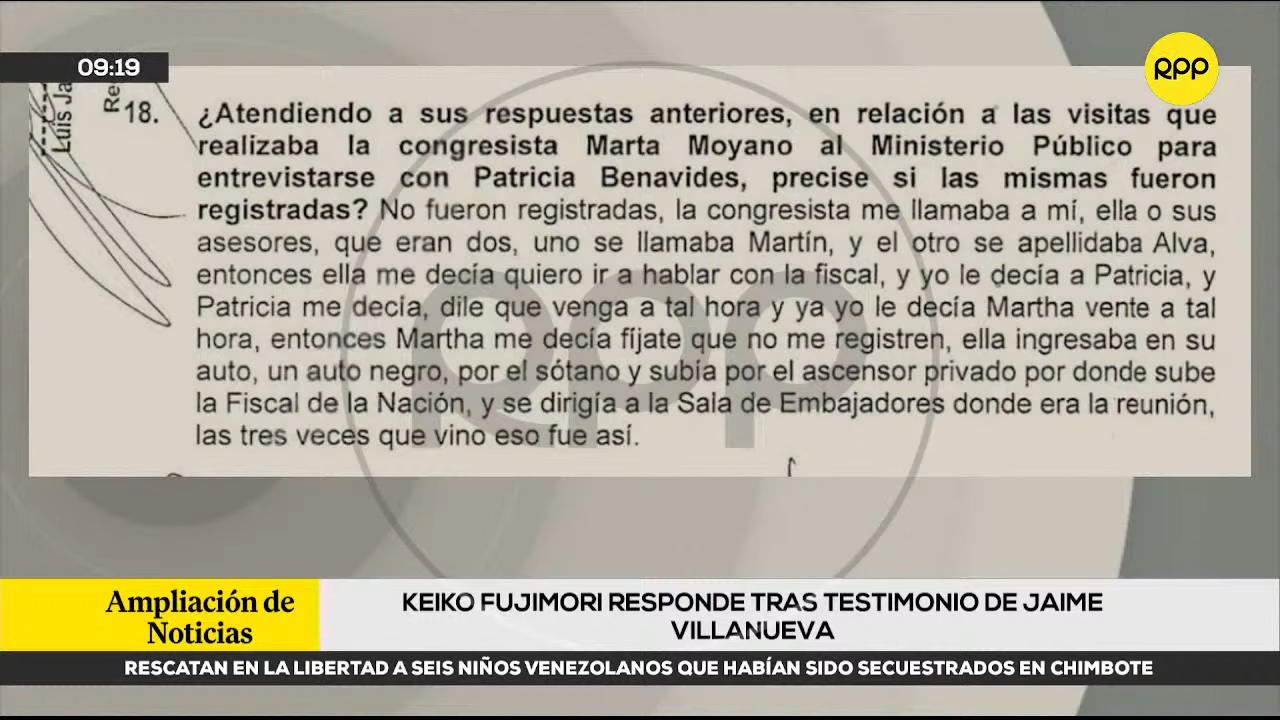 09:19
RPP
Luis Ja
Re
18. ¿Atendiendo a sus respuestas anteriores, en relación a las visitas que
realizaba la congresista Marta Moyano al Ministerio Público para
entrevistarse con Patricia Benavides, precise si las mismas fueron
registradas? No fueron registradas, la congresista me llamaba a mí, ella o sus
asesores, que eran dos, uno se llamaba Martín, y el otro se apellidaba Alva,
entonces ella me decía quiero ir a hablar con la fiscal, y yo le decía a Patricia, y
Patricia me decía, dile que venga a tal hora y ya yo le decía Martha vente a tal
hora, entonces Martha me decía fíjate que no me registren, ella ingresaba en su
auto, un auto negro, por el sótano y subía por el ascensor privado por donde sube
la Fiscal de la Nación, y se dirigía a la Sala de Embajadores donde era la reunión,
las tres veces que vino eso fue así.
rpp
Ampliación de
Noticias
KEIKO FUJIMORI RESPONDE TRAS TESTIMONIO DE JAIME
VILLANUEVA
RESCATAN EN LA LIBERTAD A SEIS NIÑOS VENEZOLANOS QUE HABÍAN SIDO SECUESTRADOS EN CHIMBOTE